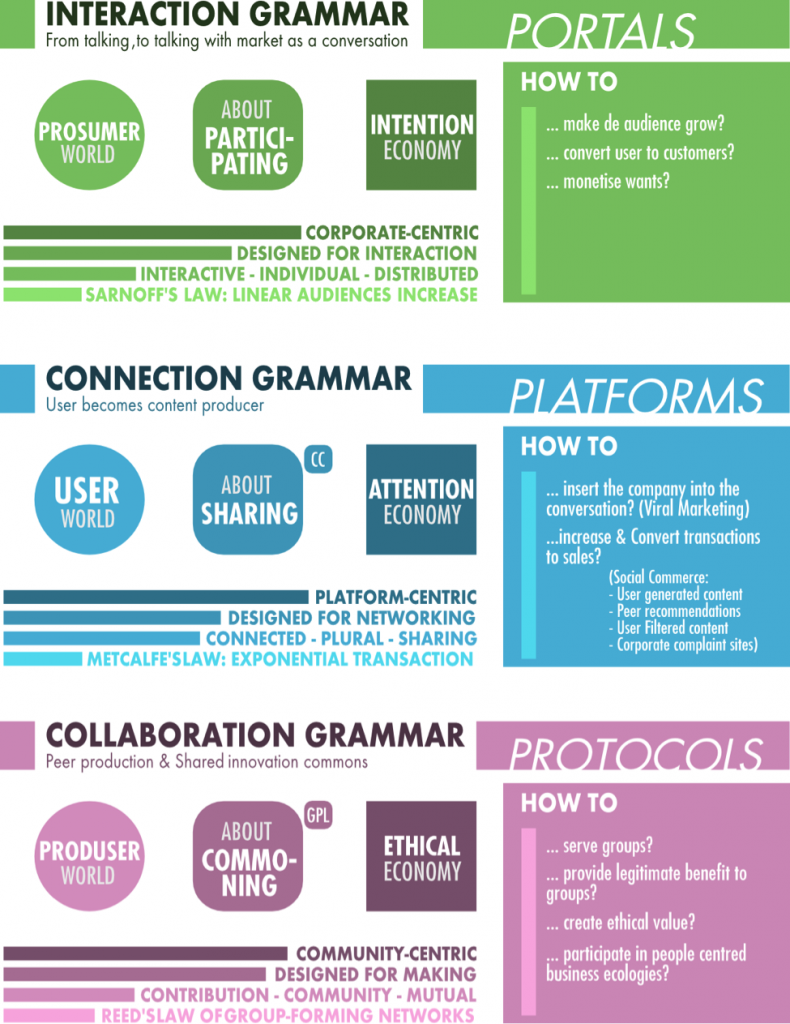 INTERACTION GRAMMAR
From talking ,to talking with market as a conversation
PORTALS
PROSUMER
WORLD
ABOUT
PARTICI-
PATING
INTENTION
ECONOMY
CORPORATE-CENTRIC
DESIGNED FOR INTERACTION
INTERACTIVE - INDIVIDUAL - DISTRIBUTED
SARNOFF'S LAW: LINEAR AUDIENCES INCREASE
HOW TO
... make de audience grow?
... convert user to customers?
... monetise wants?
CONNECTION GRAMMAR
User becomes content producer
PLATFORMS
USER
WORLD
ABOUT
SHARING
CC
ATTENTION
ECONOMY
PLATFORM-CENTRIC
DESIGNED FOR NETWORKING
CONNECTED - PLURAL - SHARING
METCALFE'SLAW: EXPONENTIAL TRANSACTION
HOW TO
... insert the company into the
conversation? (Viral Marketing)
...increase & Convert transactions
to sales?
(Social Commerce:
- User generated content
- Peer recommendations
- User Filtered content
- Corporate complaint sites)
COLLABORATION GRAMMAR
Peer production & Shared innovation commons
PROTOCOLS
PRODUSER
WORLD
ABOUT
COMMO-
NING
GPL
ETHICAL
ECONOMY
COMMUNITY-CENTRIC
DESIGNED FOR MAKING
CONTRIBUTION - COMMUNITY - MUTUAL
REED'SLAW OFGROUP-FORMING NETWORKS
HOW TO
... serve groups?
... provide legitimate benefit to
groups?
... create ethical value?
... participate in people centred
business ecologies?